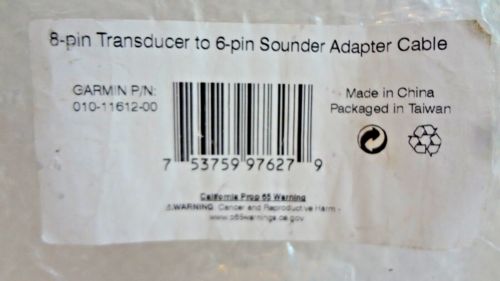 8-pin Transducer to 6-pin Sounder Adapter Cable
GARMIN P/N:
010-11612-00
Made in China
Packaged in Taiwan
7 53759 97627 9
California Prop 65 Warning
⚠WARNING: Cancer and Reproductive Harm -
www.p65warnings.ca.gov